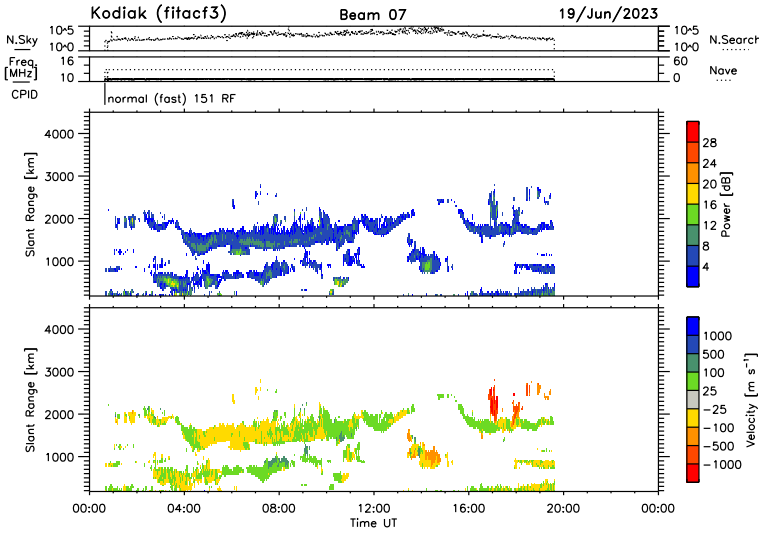 Kodiak (fitacf3) Beam 07 19/Jun/2023
N.Sky 10^5 10^0 10^5 10^0 N.Search
Freq. [MHz] 16 10 60 0 Nave
CPID normal (fast) 151 RF
Slant Range [km] 4000 3000 2000 1000
Power [dB] 28 24 20 16 12 8 4
Slant Range [km] 4000 3000 2000 1000
Velocity [m s⁻¹] 1000 500 100 25 −25 −100 −500 −1000
00:00 04:00 08:00 12:00 16:00 20:00 00:00
Time UT